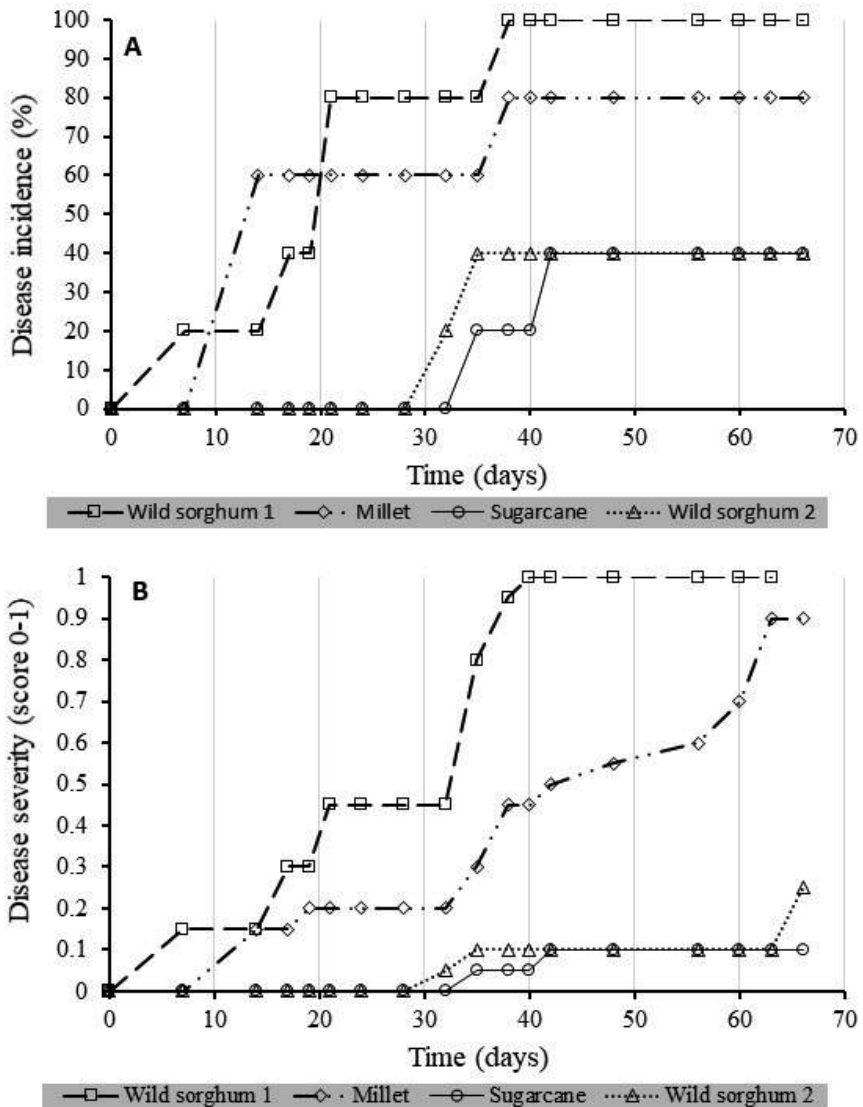 A
100
90
80
70
60
50
40
30
20
10
0
Disease incidence (%)
0 10 20 30 40 50 60 70
Time (days)
Wild sorghum 1 Millet Sugarcane Wild sorghum 2
B
1
0.9
0.8
0.7
0.6
0.5
0.4
0.3
0.2
0.1
0
Disease severity (score 0-1)
0 10 20 30 40 50 60 70
Time (days)
Wild sorghum 1 Millet Sugarcane Wild sorghum 2